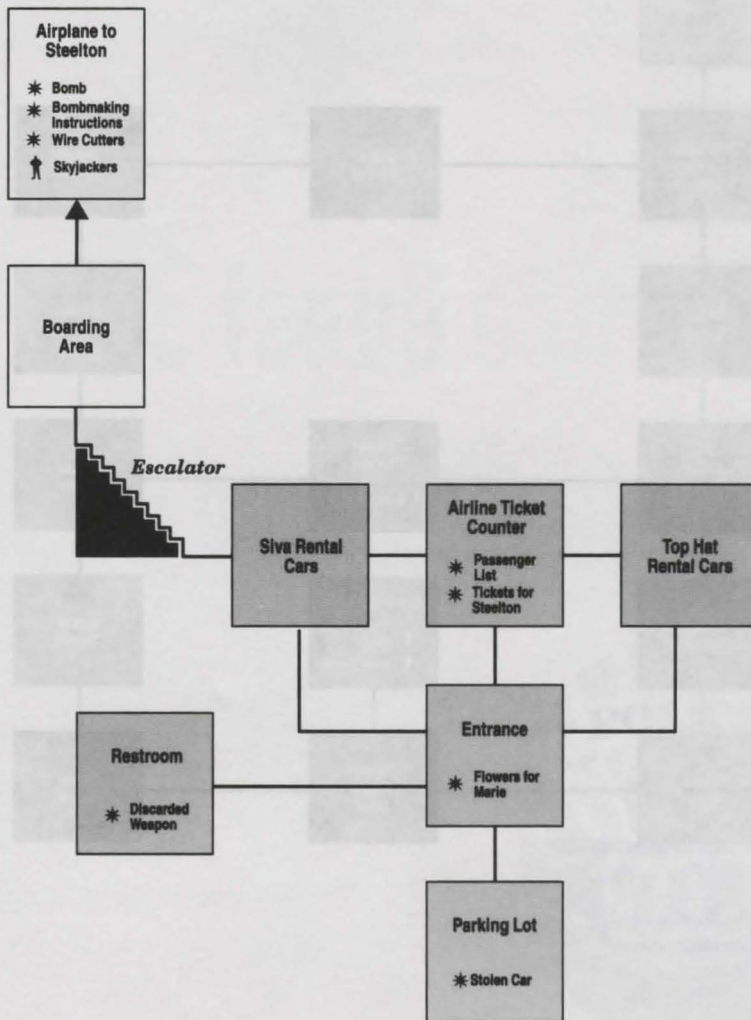 Airplane to
Steelton
Bomb
Bombmaking
Instructions
Wire Cutters
Skyjackers
Boarding
Area
Escalator
Siva Rental
Cars
Airline Ticket
Counter
Passenger
List
Tickets for
Steelton
Top Hat
Rental Cars
Restroom
Discarded
Weapon
Entrance
Flowers for
Marie
Parking Lot
Stolen Car